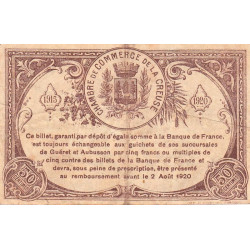 CHAMBRE DE COMMERCE DE LA CREUSE
1915
1920
Ce billet, garanti par dépôt d'égale somme à la Banque de France,
est toujours échangeable aux guichets de ses succursales
de Guéret et Aubusson par cinq francs ou multiples de
cinq contre des billets de la Banque de France et
devra, sous peine de prescription, être présenté
au remboursement avant le 2 Août 1920
50
50